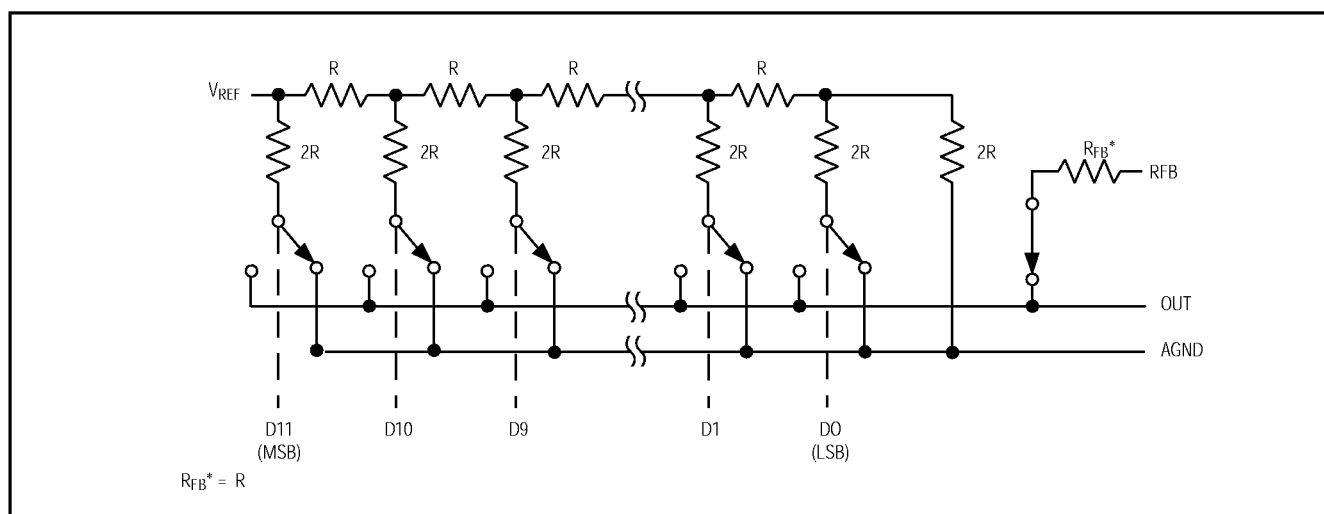 R R R R
VREF
2R 2R 2R 2R 2R 2R
RFB*
RFB
OUT
AGND
D11 D10 D9 D1 D0
(MSB) (LSB)
RFB* = R